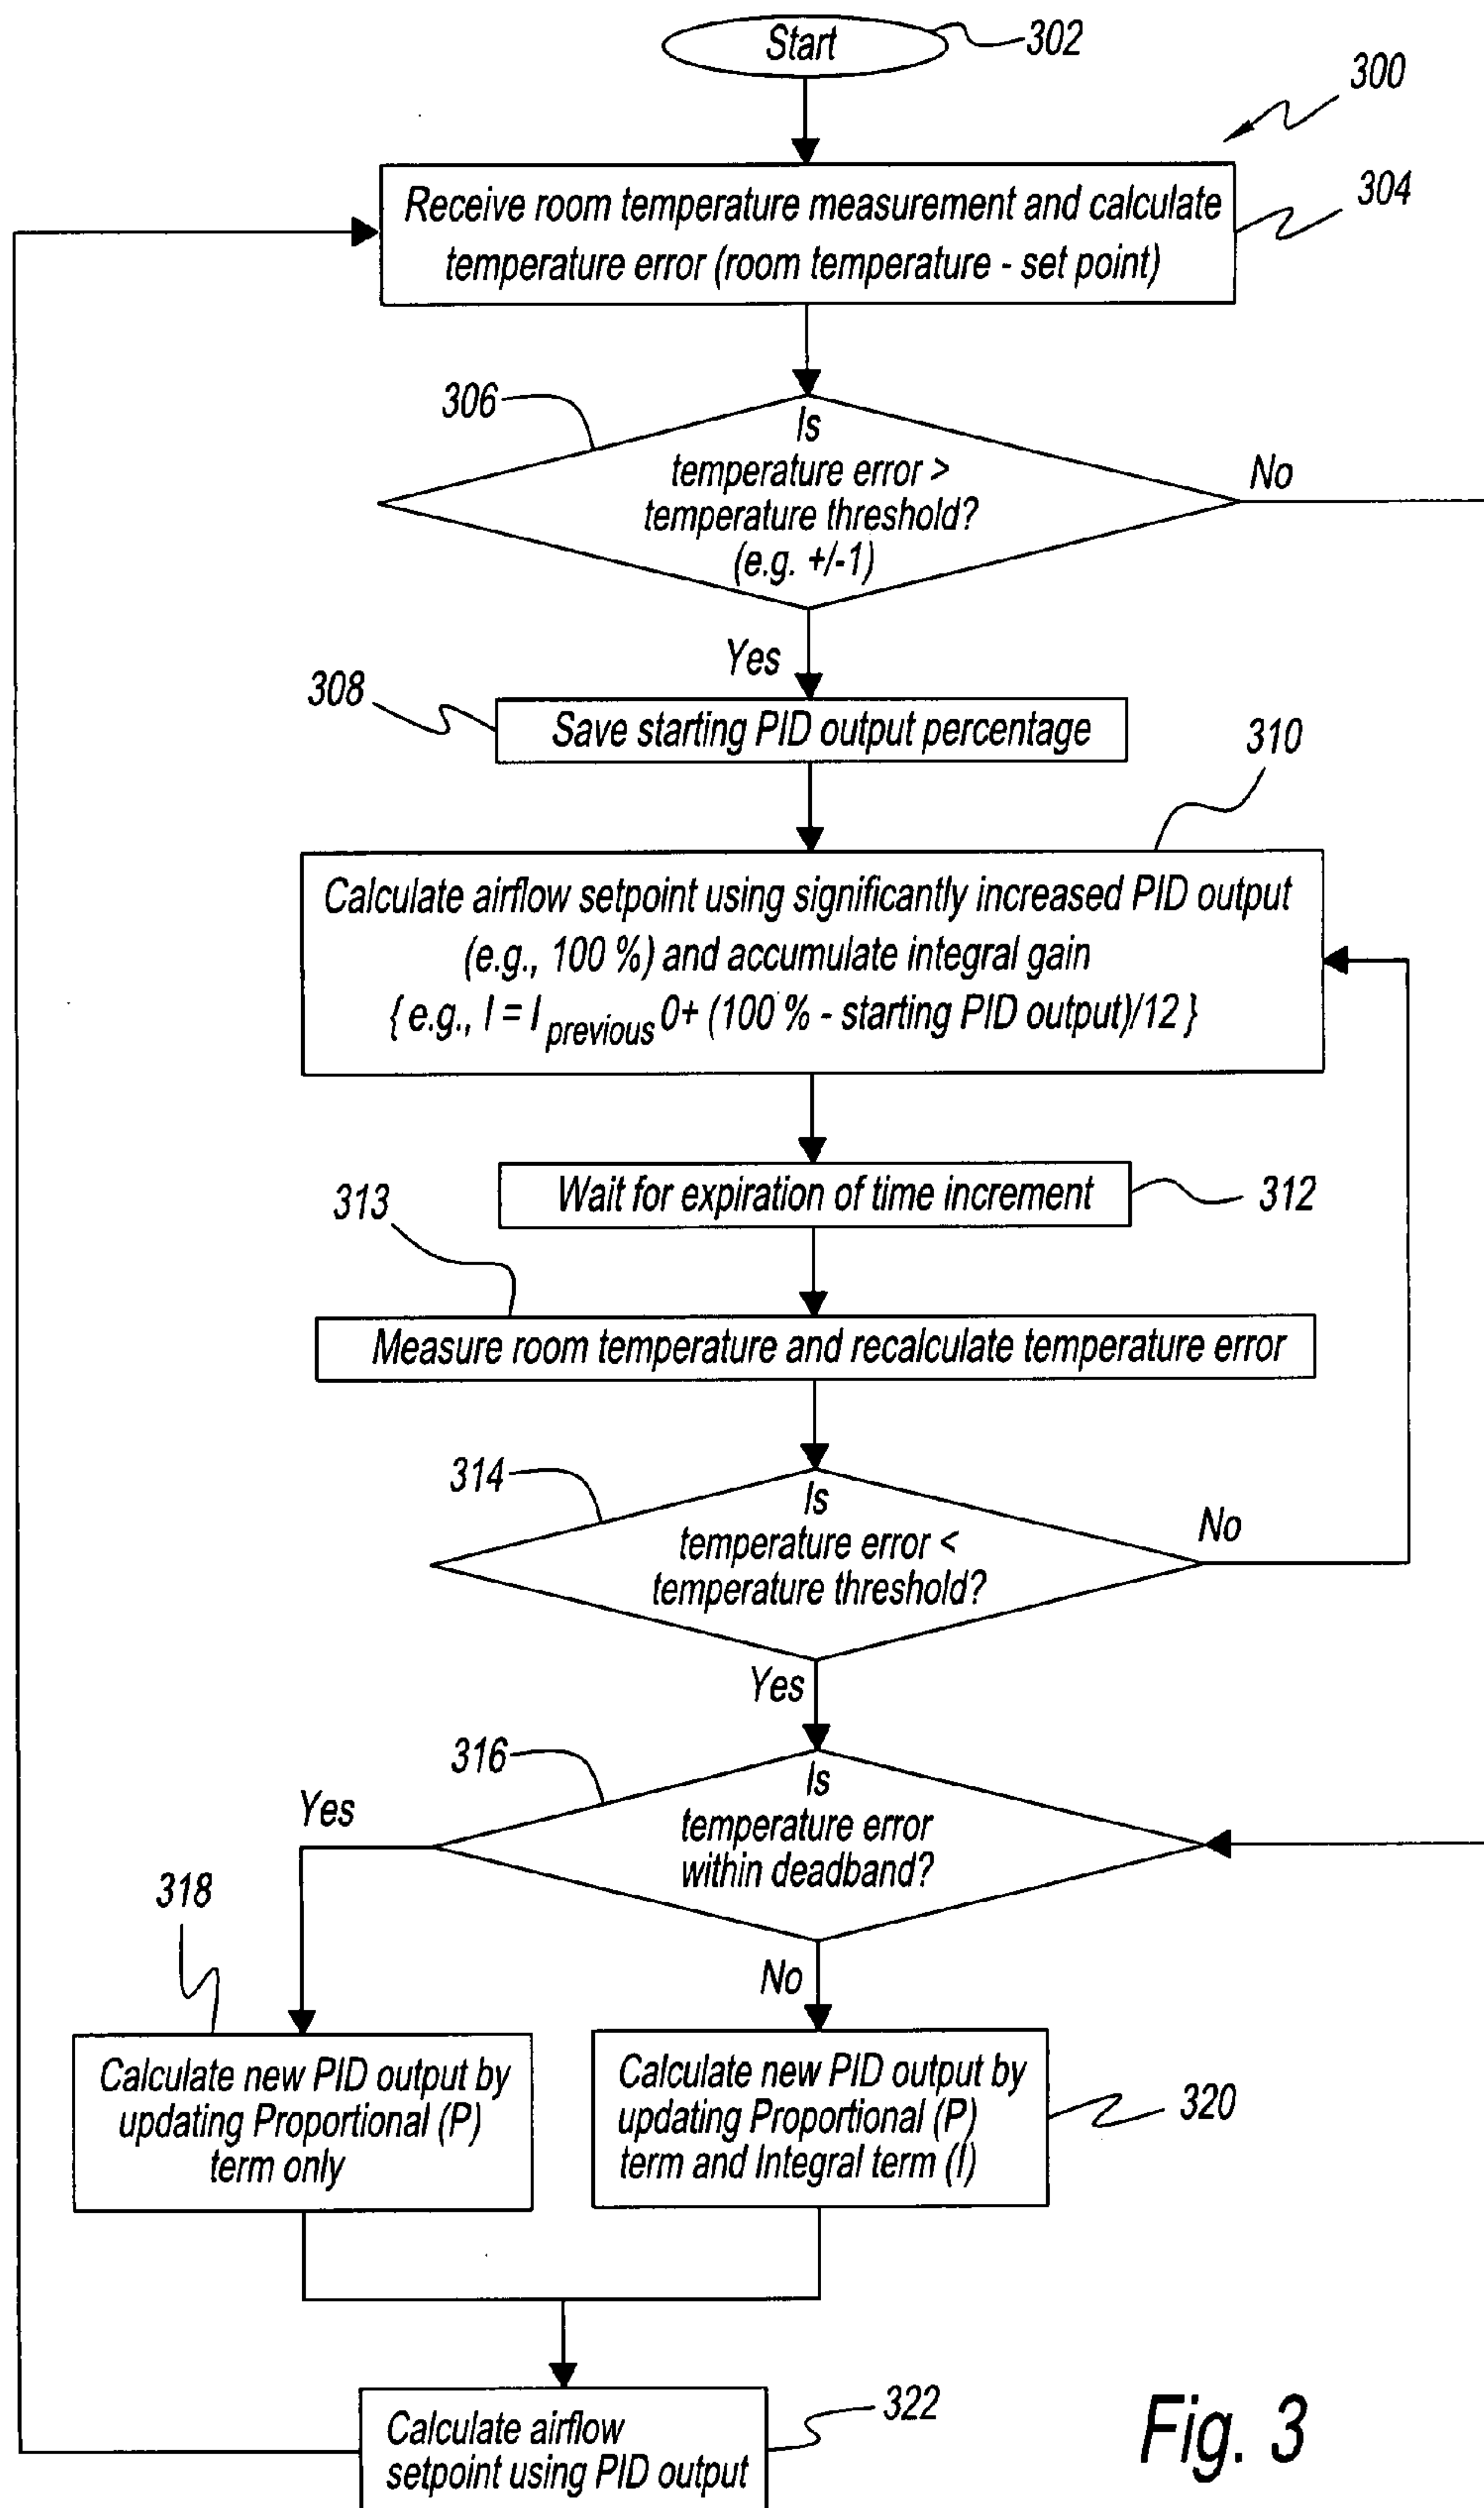 Start
302
300
Receive room temperature measurement and calculate
temperature error (room temperature - set point)
304
306
Is
temperature error >
temperature threshold?
(e.g. +/-1)
No
Yes
308
Save starting PID output percentage
310
Calculate airflow setpoint using significantly increased PID output
(e.g., 100 %) and accumulate integral gain
{ e.g., I = I previous 0+ (100 % - starting PID output)/12 }
Wait for expiration of time increment
312
313
Measure room temperature and recalculate temperature error
314
Is
temperature error <
temperature threshold?
No
Yes
316
Is
temperature error
within deadband?
Yes
318
No
Calculate new PID output by
updating Proportional (P)
term only
Calculate new PID output by
updating Proportional (P)
term and Integral term (I)
320
Calculate airflow
setpoint using PID output
322
Fig. 3